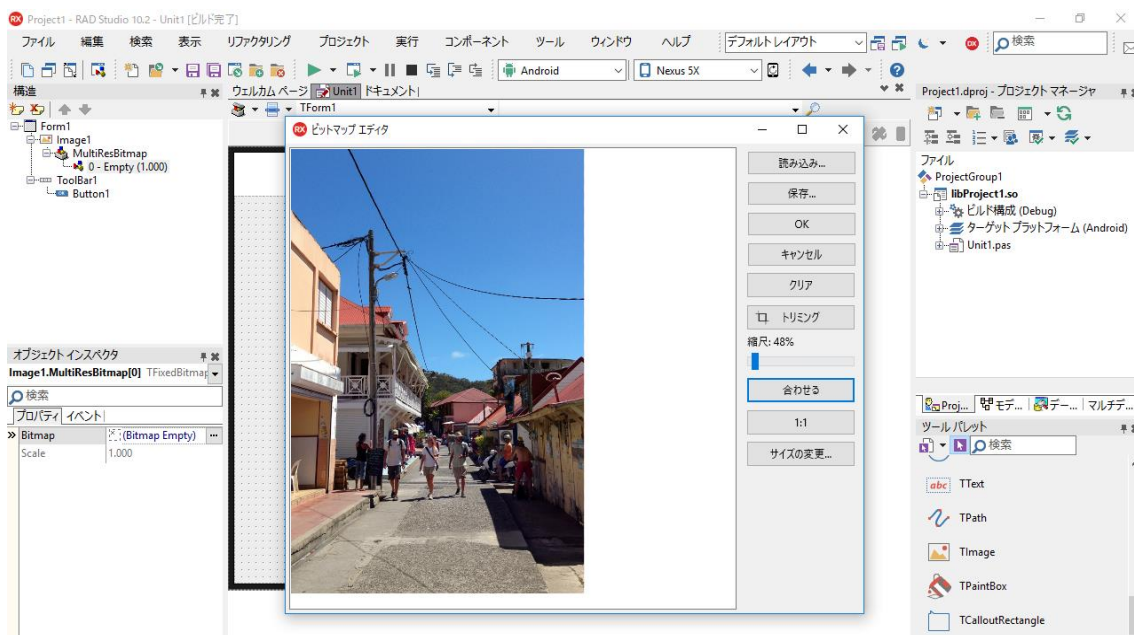 Project1 - RAD Studio 10.2 - Unit1 [ビルド完了]
ファイル 編集 検索 表示 リファクタリング プロジェクト 実行 コンポーネント ツール ウィンドウ ヘルプ デフォルト レイアウト 検索
Android Nexus 5X
構造
Form1
Image1
MultiResBitmap
0 - Empty (1.000)
ToolBar1
Button1
オブジェクト インスペクタ
Image1.MultiResBitmap[0] TFixedBitmap
検索
プロパティ イベント
Bitmap (Bitmap Empty) ...
Scale 1.000
ウェルカム ページ Unit1 ドキュメント
TForm1
ビットマップ エディタ
読み込み...
保存...
OK
キャンセル
クリア
トリミング
縮尺: 48%
合わせる
1:1
サイズの変更...
Project1.dproj - プロジェクト マネージャ
ファイル
ProjectGroup1
libProject1.so
ビルド構成 (Debug)
ターゲット プラットフォーム (Android)
Unit1.pas
Proj... モデ... デー... マルチデ...
ツール パレット
検索
abc TText
TPath
TImage
TPaintBox
TCalloutRectangle